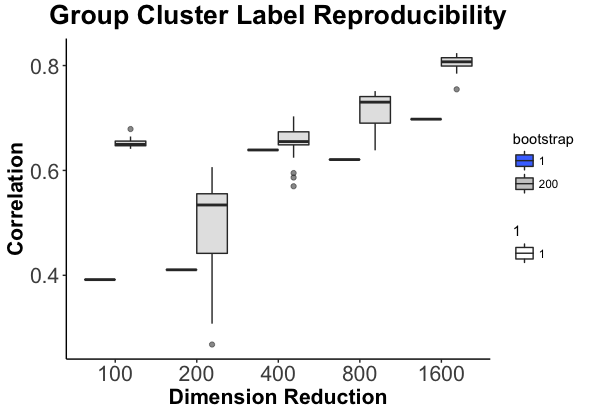 Group Cluster Label Reproducibility
Correlation
0.8
0.6
0.4
100 200 400 800 1600
Dimension Reduction
bootstrap
1
200
1
1